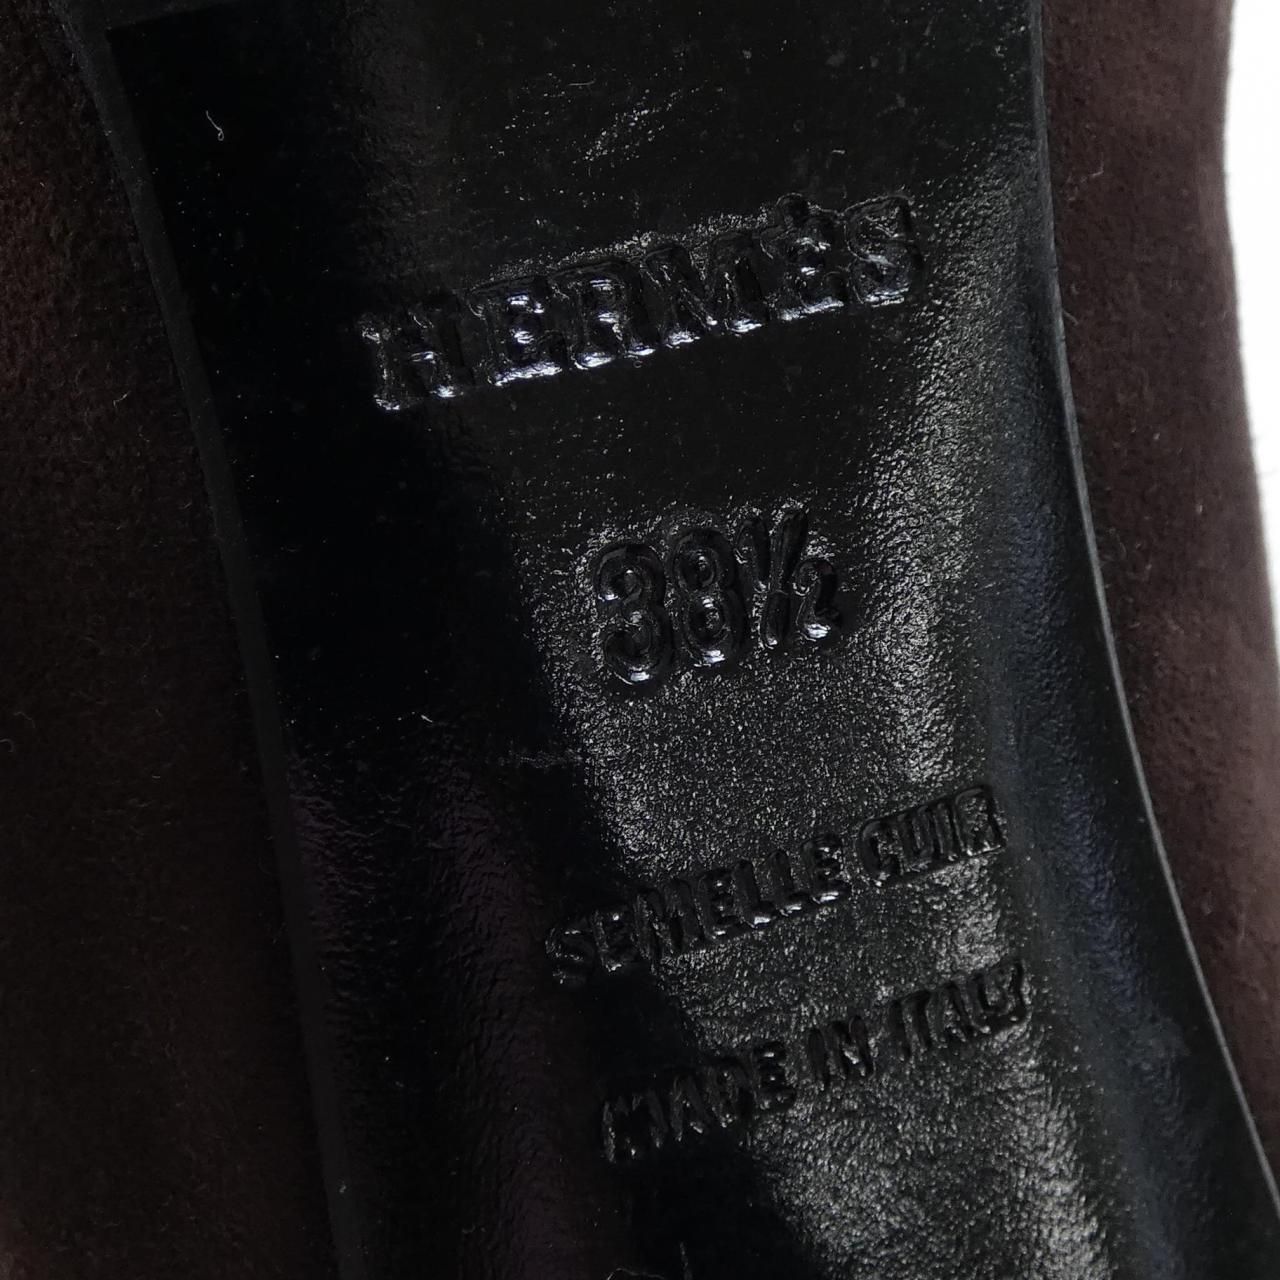 HERMÈS
38½
SEMELLE CUIR
MADE IN ITALY